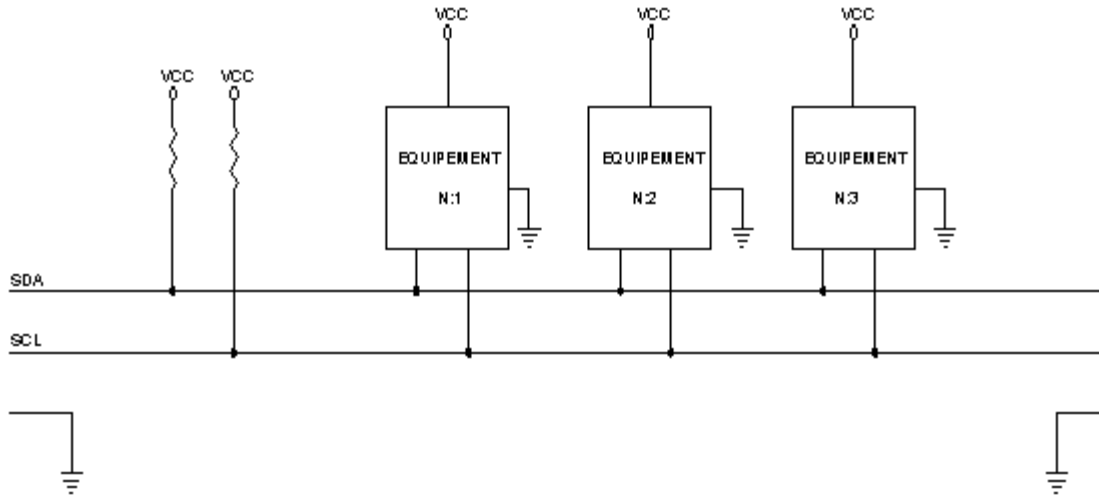 VCC
VCC
VCC
VCC
VCC
EQUIPEMENT
N:1
EQUIPEMENT
N:2
EQUIPEMENT
N:3
SDA
SCL